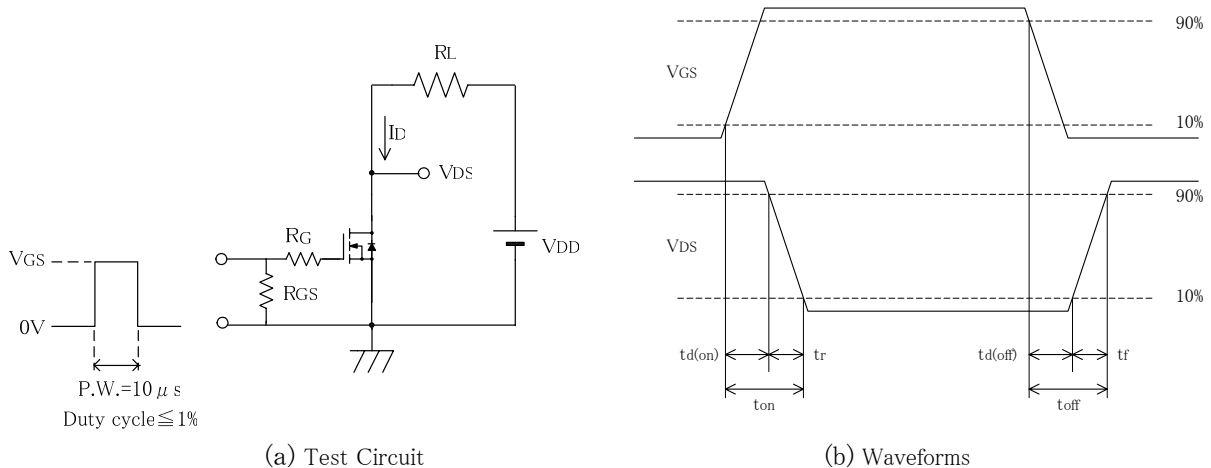 RL
ID
VDS
RG
RGS
VDD
VGS
0V
P.W.=10 μs
Duty cycle≦1%
(a) Test Circuit
90%
VGS
10%
90%
VDS
10%
td(on)
tr
td(off)
tf
ton
toff
(b) Waveforms